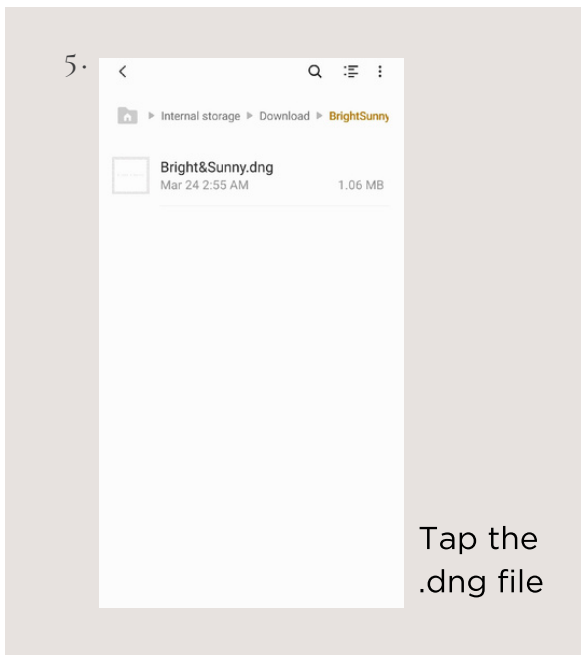 5.
Internal storage Download BrightSunny
Bright&Sunny.dng
Mar 24 2:55 AM 1.06 MB
Tap the
.dng file